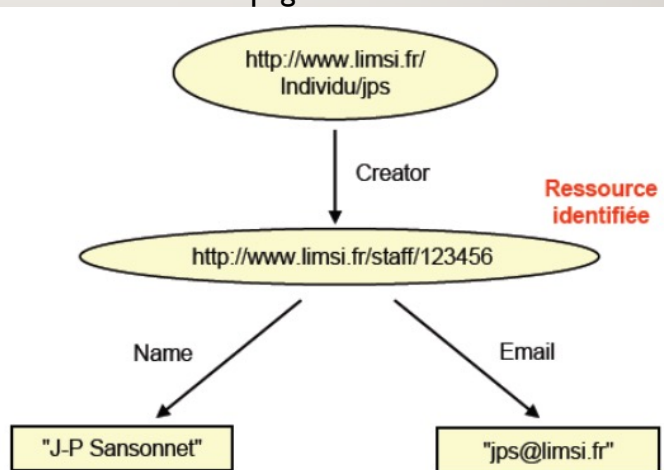 http://www.limsi.fr/
Individu/jps
Creator
Ressource
identifiée
http://www.limsi.fr/staff/123456
Name
Email
"J-P Sansonnet"
"jps@limsi.fr"